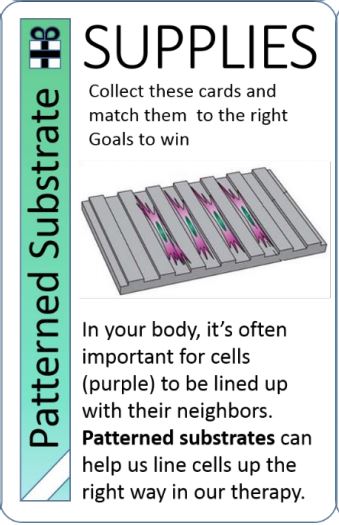 SUPPLIES
Collect these cards and
match them to the right
Goals to win
Patterned Substrate
In your body, it's often
important for cells
(purple) to be lined up
with their neighbors.
Patterned substrates can
help us line cells up the
right way in our therapy.